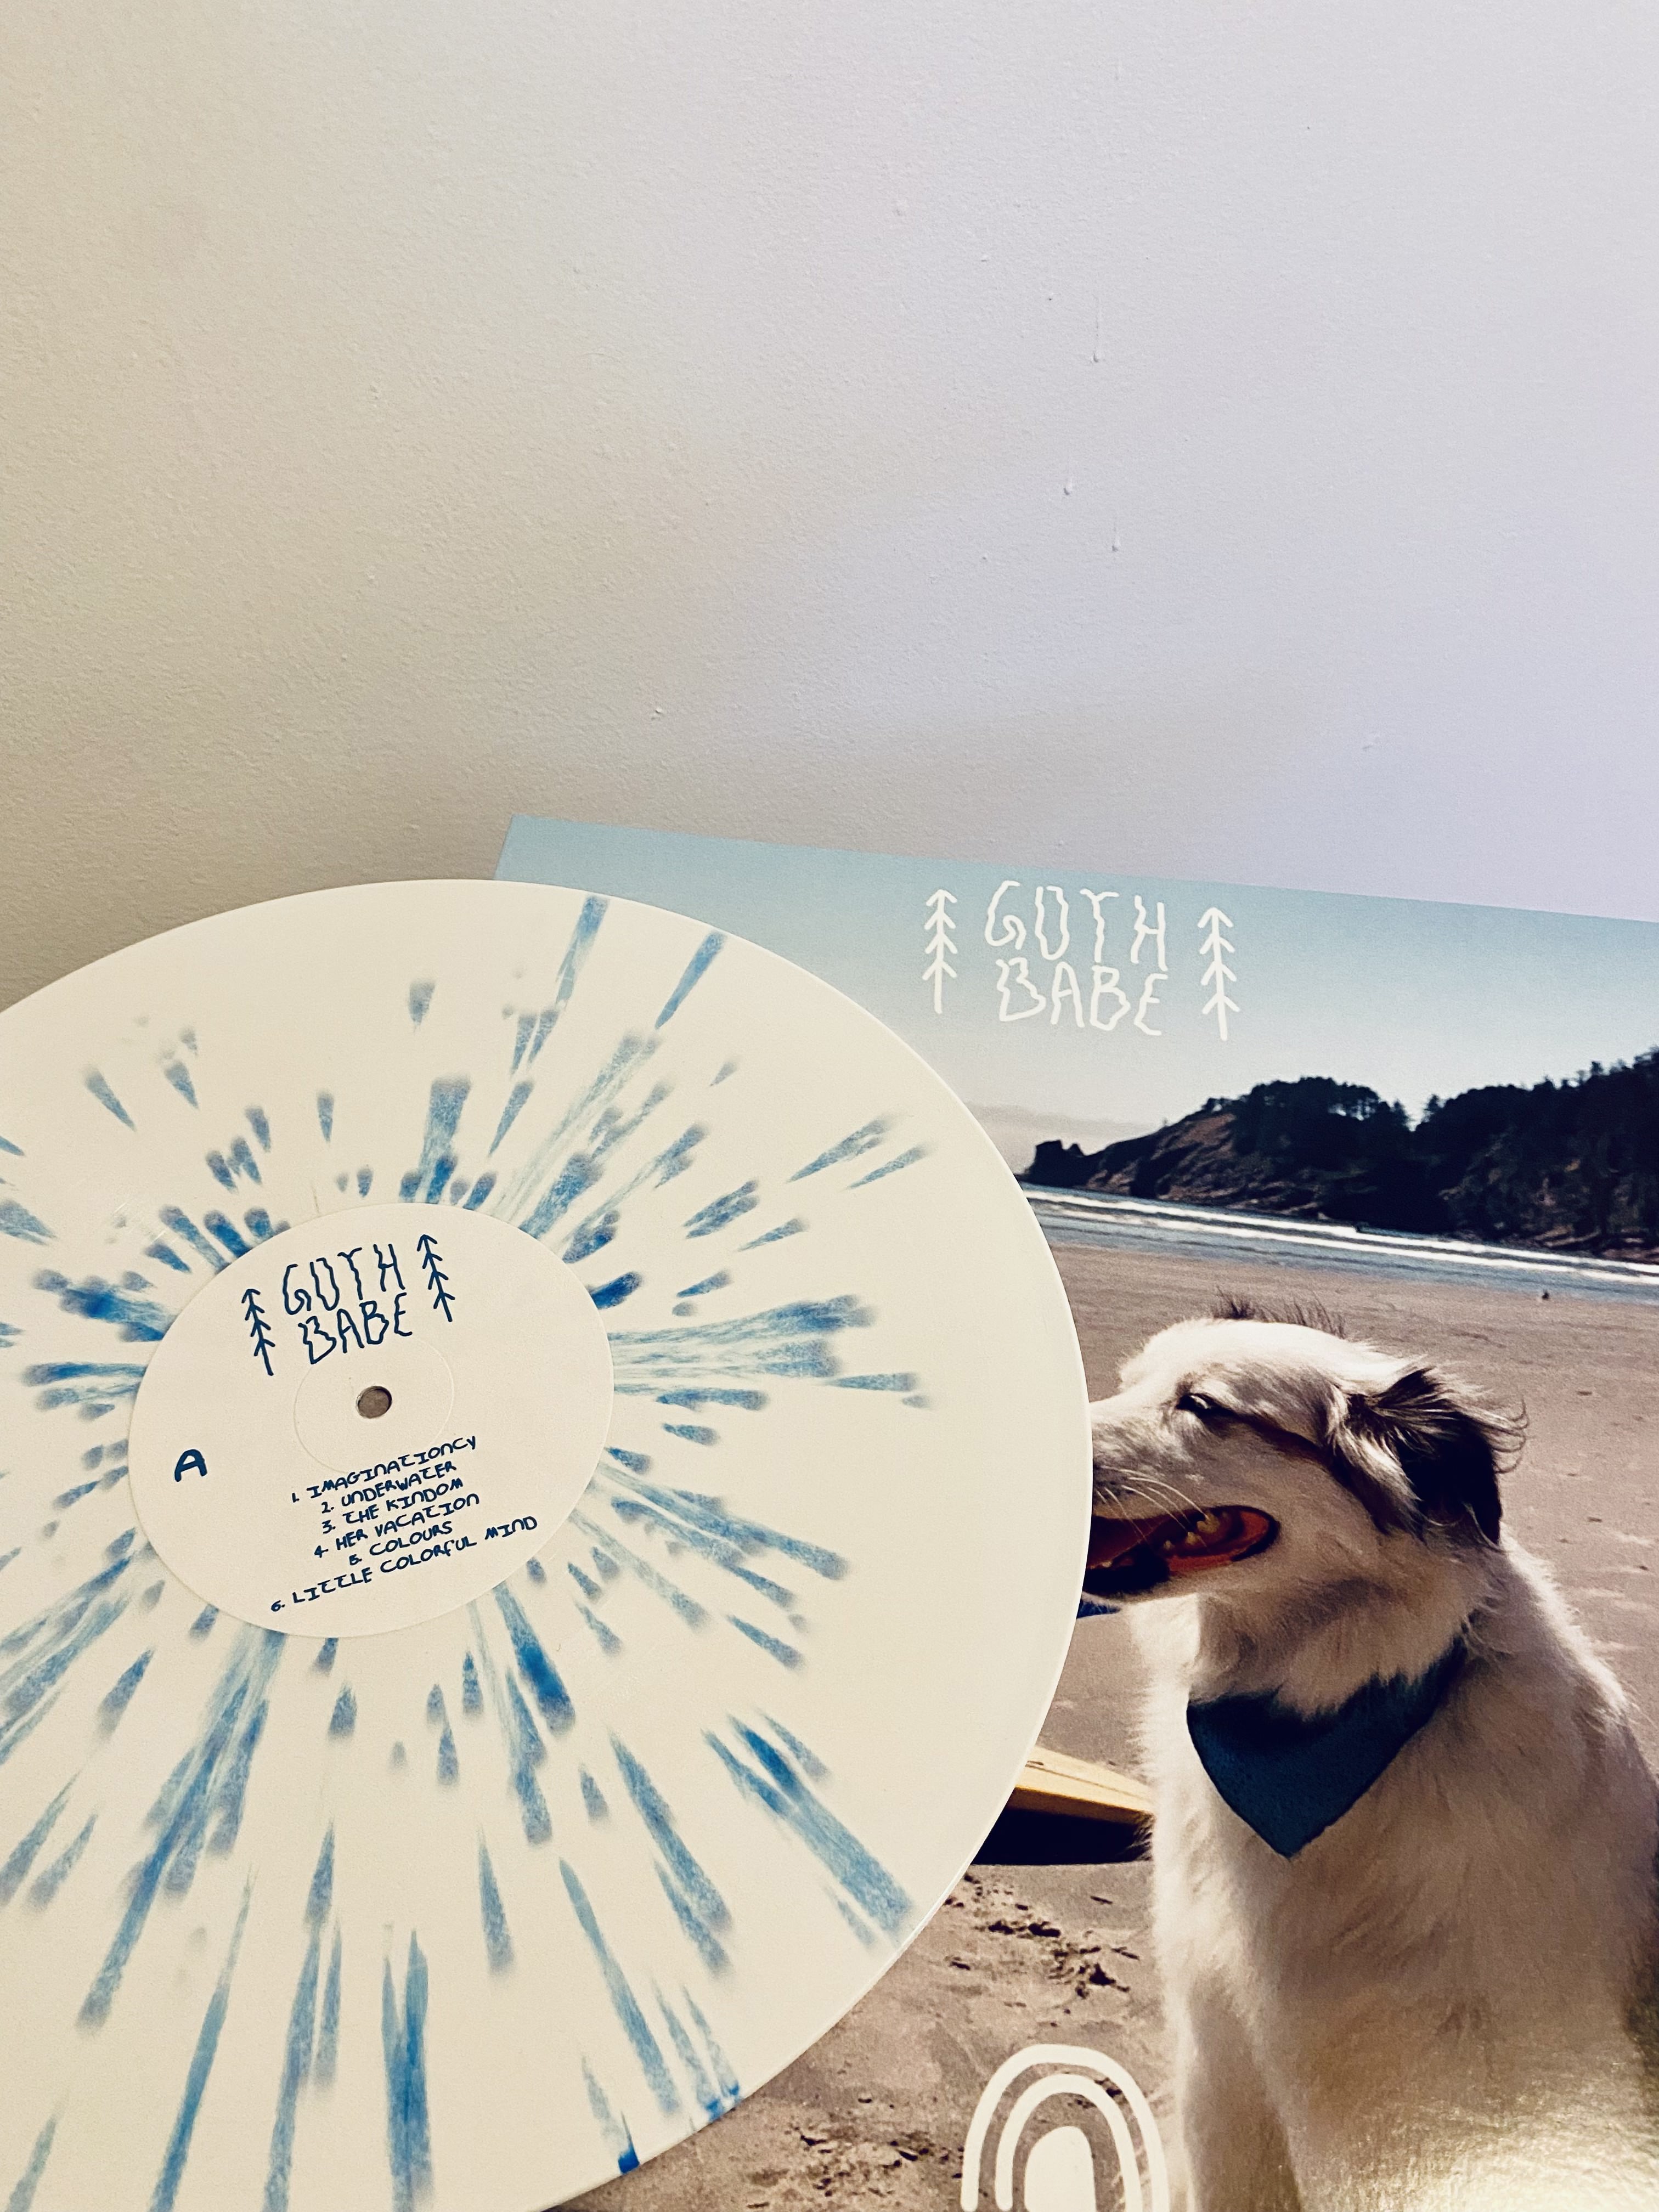 GOTH
BABE
GOTH
BABE
A
1. IMAGINATIONCY
2. UNDERWATER
3. THE KINDOM
4. HER VACATION
5. COLOURS
6. LITTLE COLORFUL MIND